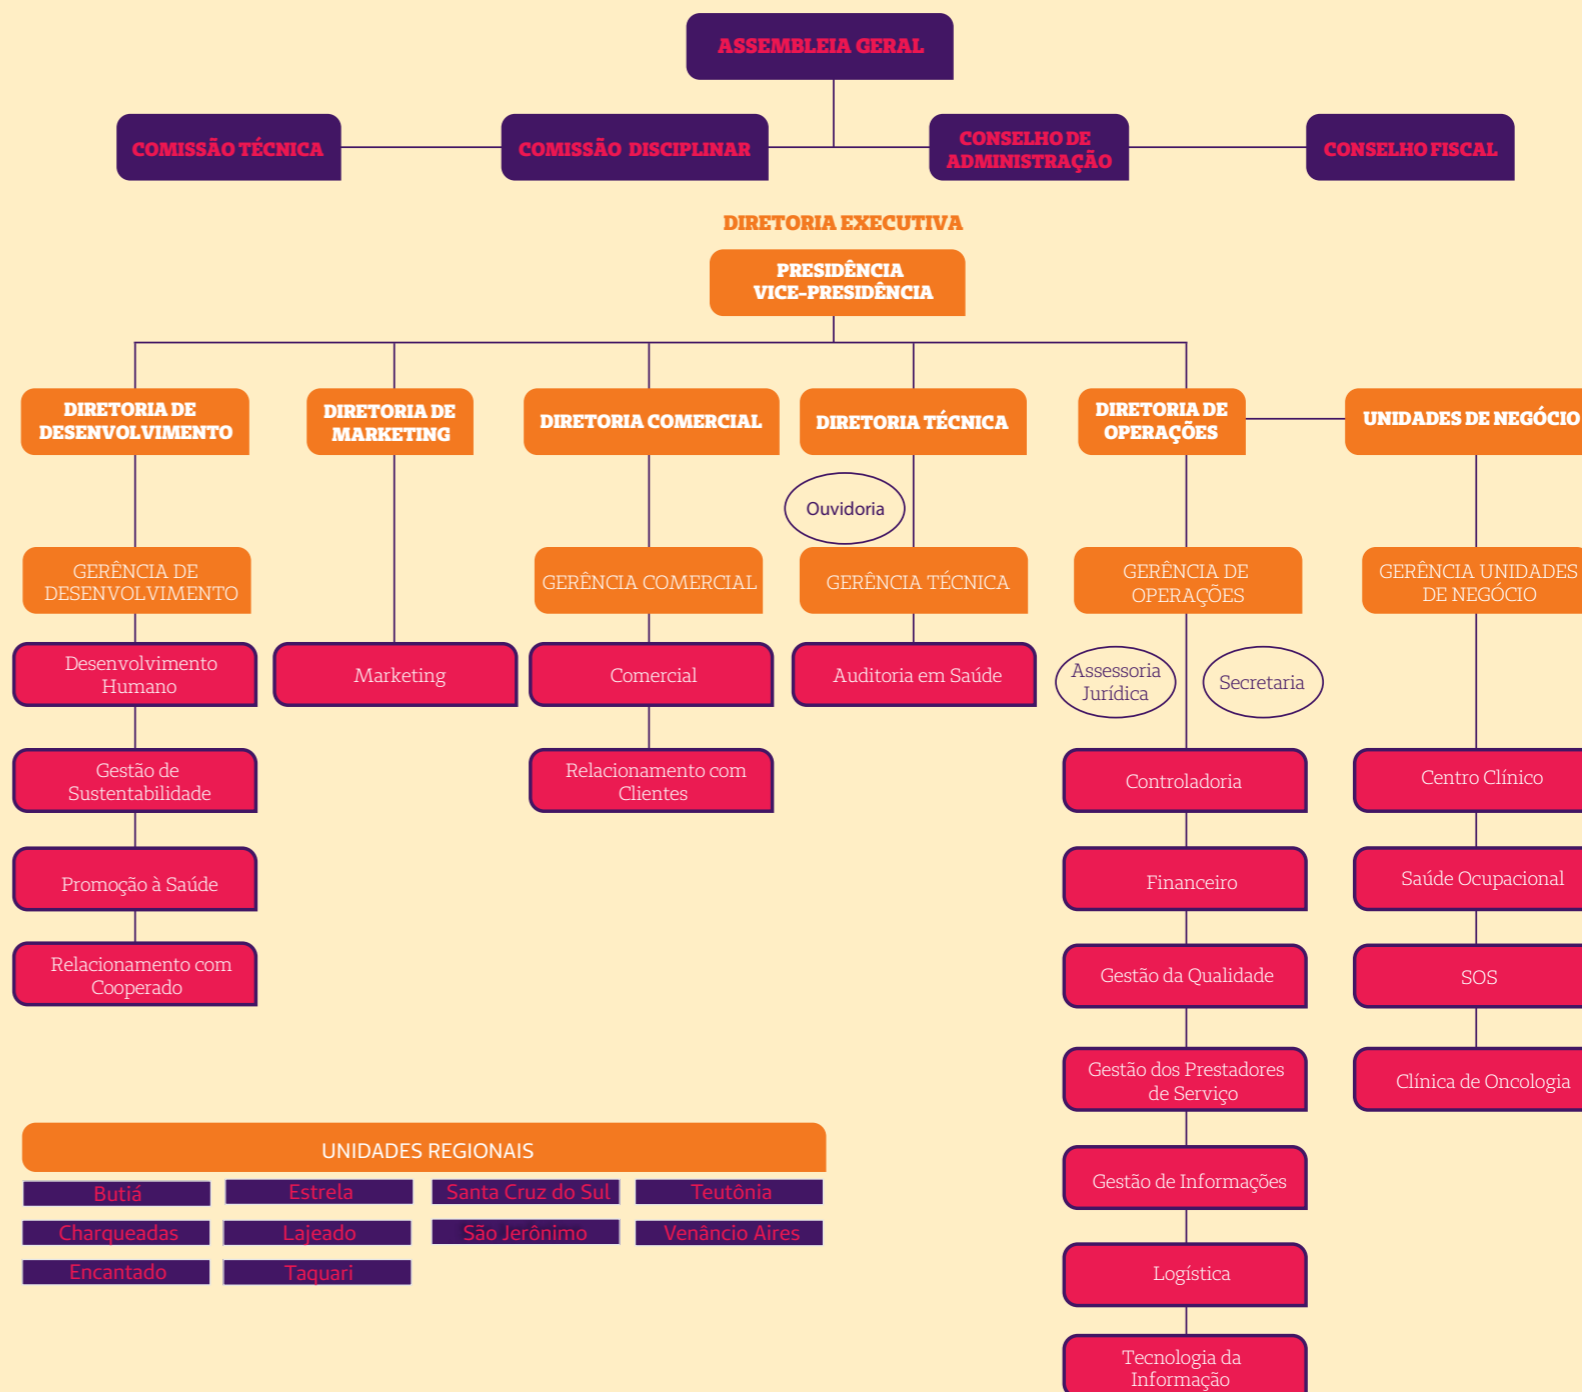 ASSEMBLEIA GERAL
COMISSÃO TÉCNICA
COMISSÃO DISCIPLINAR
CONSELHO DE
ADMINISTRAÇÃO
CONSELHO FISCAL
DIRETORIA EXECUTIVA
PRESIDÊNCIA
VICE-PRESIDÊNCIA
DIRETORIA DE
DESENVOLVIMENTO
DIRETORIA DE
MARKETING
DIRETORIA COMERCIAL
DIRETORIA TÉCNICA
DIRETORIA DE
OPERAÇÕES
UNIDADES DE NEGÓCIO
Ouvidoria
GERÊNCIA DE
DESENVOLVIMENTO
GERÊNCIA COMERCIAL
GERÊNCIA TÉCNICA
GERÊNCIA DE
OPERAÇÕES
GERÊNCIA UNIDADES
DE NEGÓCIO
Desenvolvimento
Humano
Marketing
Comercial
Auditoria em Saúde
Assessoria
Jurídica
Secretaria
Gestão de
Sustentabilidade
Relacionamento com
Clientes
Controladoria
Centro Clínico
Promoção à Saúde
Financeiro
Saúde Ocupacional
Relacionamento com
Cooperado
Gestão da Qualidade
SOS
Gestão dos Prestadores
de Serviço
Clínica de Oncologia
Gestão de Informações
Logística
Tecnologia da
Informação
UNIDADES REGIONAIS
Butiá
Estrela
Santa Cruz do Sul
Teutônia
Charqueadas
Lajeado
São Jerônimo
Venâncio Aires
Encantado
Taquari